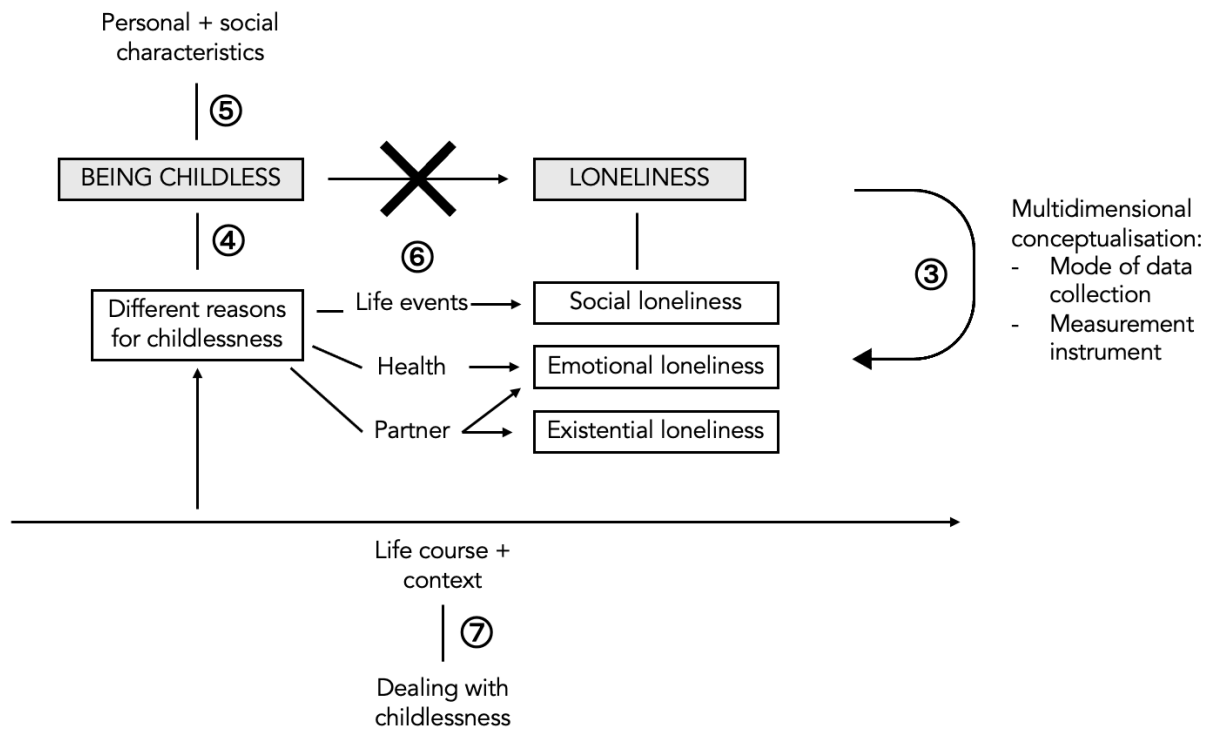 Personal + social
characteristics
⑤
BEING CHILDLESS
LONELINESS
④
⑥
③
Multidimensional
conceptualisation:
- Mode of data
collection
- Measurement
instrument
Different reasons
for childlessness
Life events
Social loneliness
Health
Emotional loneliness
Partner
Existential loneliness
Life course +
context
⑦
Dealing with
childlessness